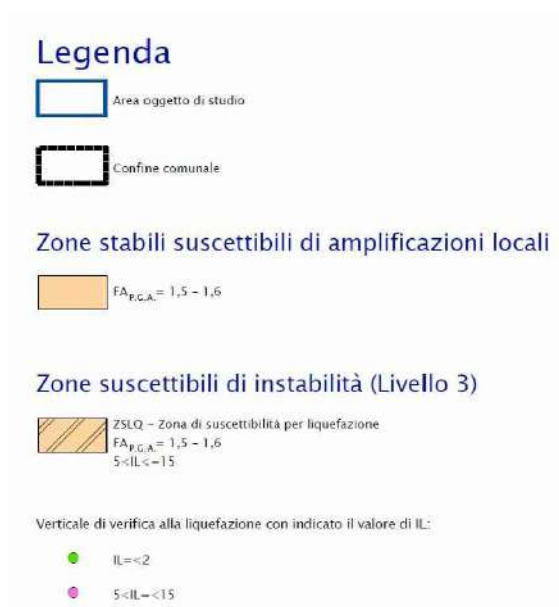 Legenda
Area oggetto di studio
Confine comunale
Zone stabili suscettibili di amplificazioni locali
FA P.G.A. = 1,5 - 1,6
Zone suscettibili di instabilità (Livello 3)
ZSLQ - Zona di suscettibilità per liquefazione
FA P.G.A. = 1,5 - 1,6
5<IL<=15
Verticale di verifica alla liquefazione con indicato il valore di IL:
IL=<2
5<IL=<15